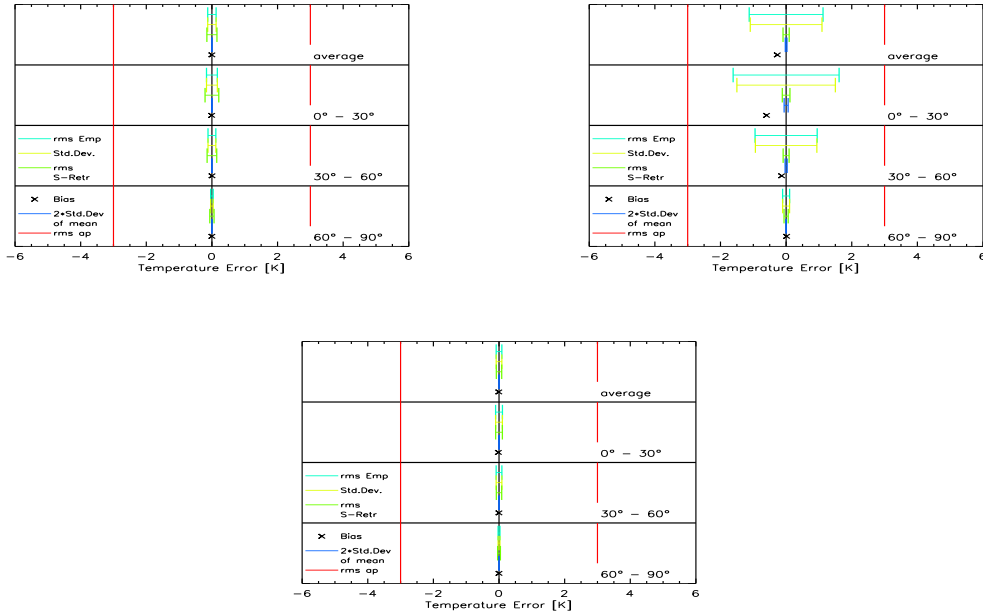 average
0° − 30°
rms Emp
Std.Dev.
rms
S−Retr
30° − 60°
Bias
2*Std.Dev
of mean
rms ap
60° − 90°
−6 −4 −2 0 2 4 6
Temperature Error [K]
average
0° − 30°
rms Emp
Std.Dev.
rms
S−Retr
30° − 60°
Bias
2*Std.Dev
of mean
rms ap
60° − 90°
−6 −4 −2 0 2 4 6
Temperature Error [K]
average
0° − 30°
rms Emp
Std.Dev.
rms
S−Retr
30° − 60°
Bias
2*Std.Dev
of mean
rms ap
60° − 90°
−6 −4 −2 0 2 4 6
Temperature Error [K]